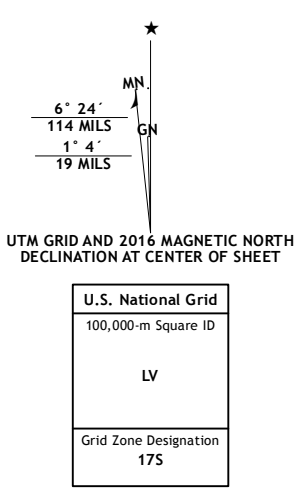 ★
MN.
6° 24´
114 MILS
GN
1° 4´
19 MILS
UTM GRID AND 2016 MAGNETIC NORTH
DECLINATION AT CENTER OF SHEET
U.S. National Grid
100,000-m Square ID
LV
Grid Zone Designation
17S